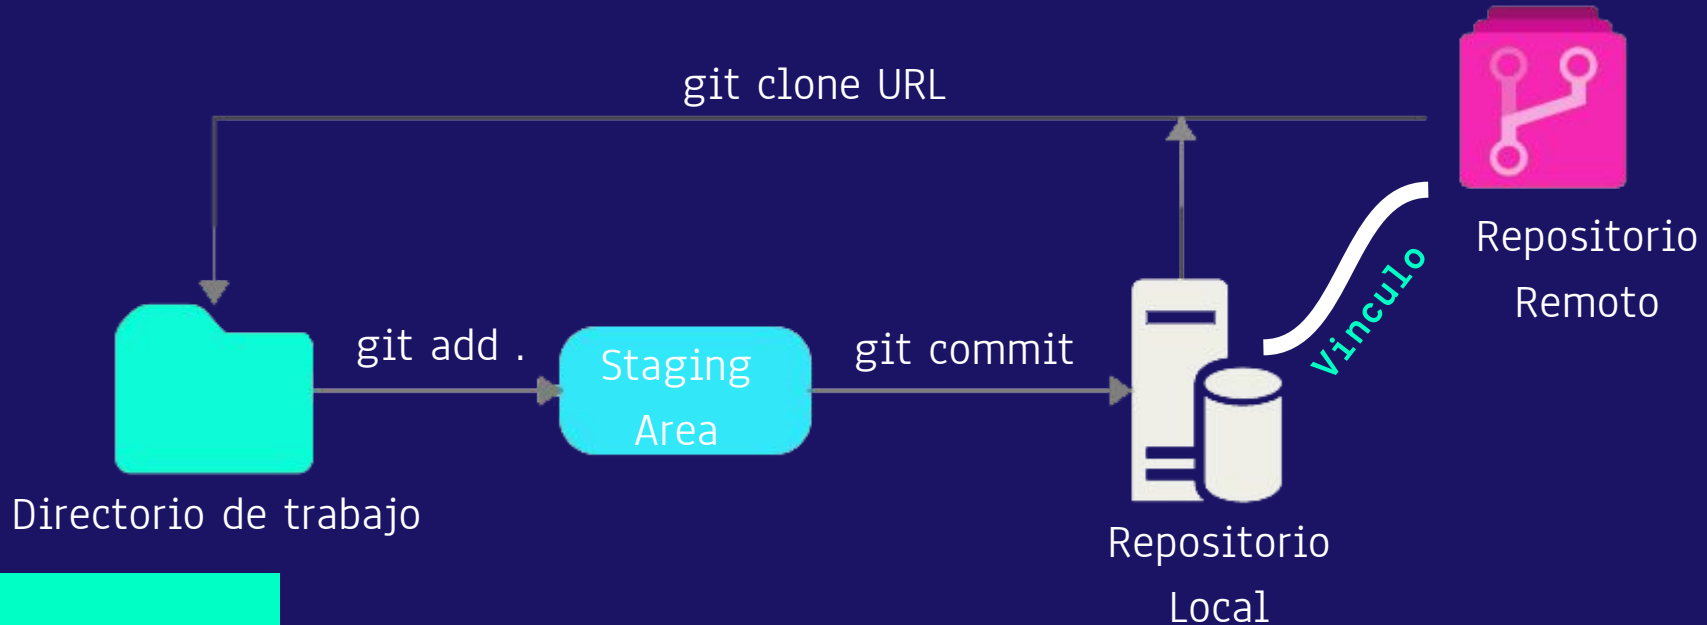 git clone URL
Repositorio
Remoto
Vinculo
git add .
Staging
Area
git commit
Directorio de trabajo
Repositorio
Local